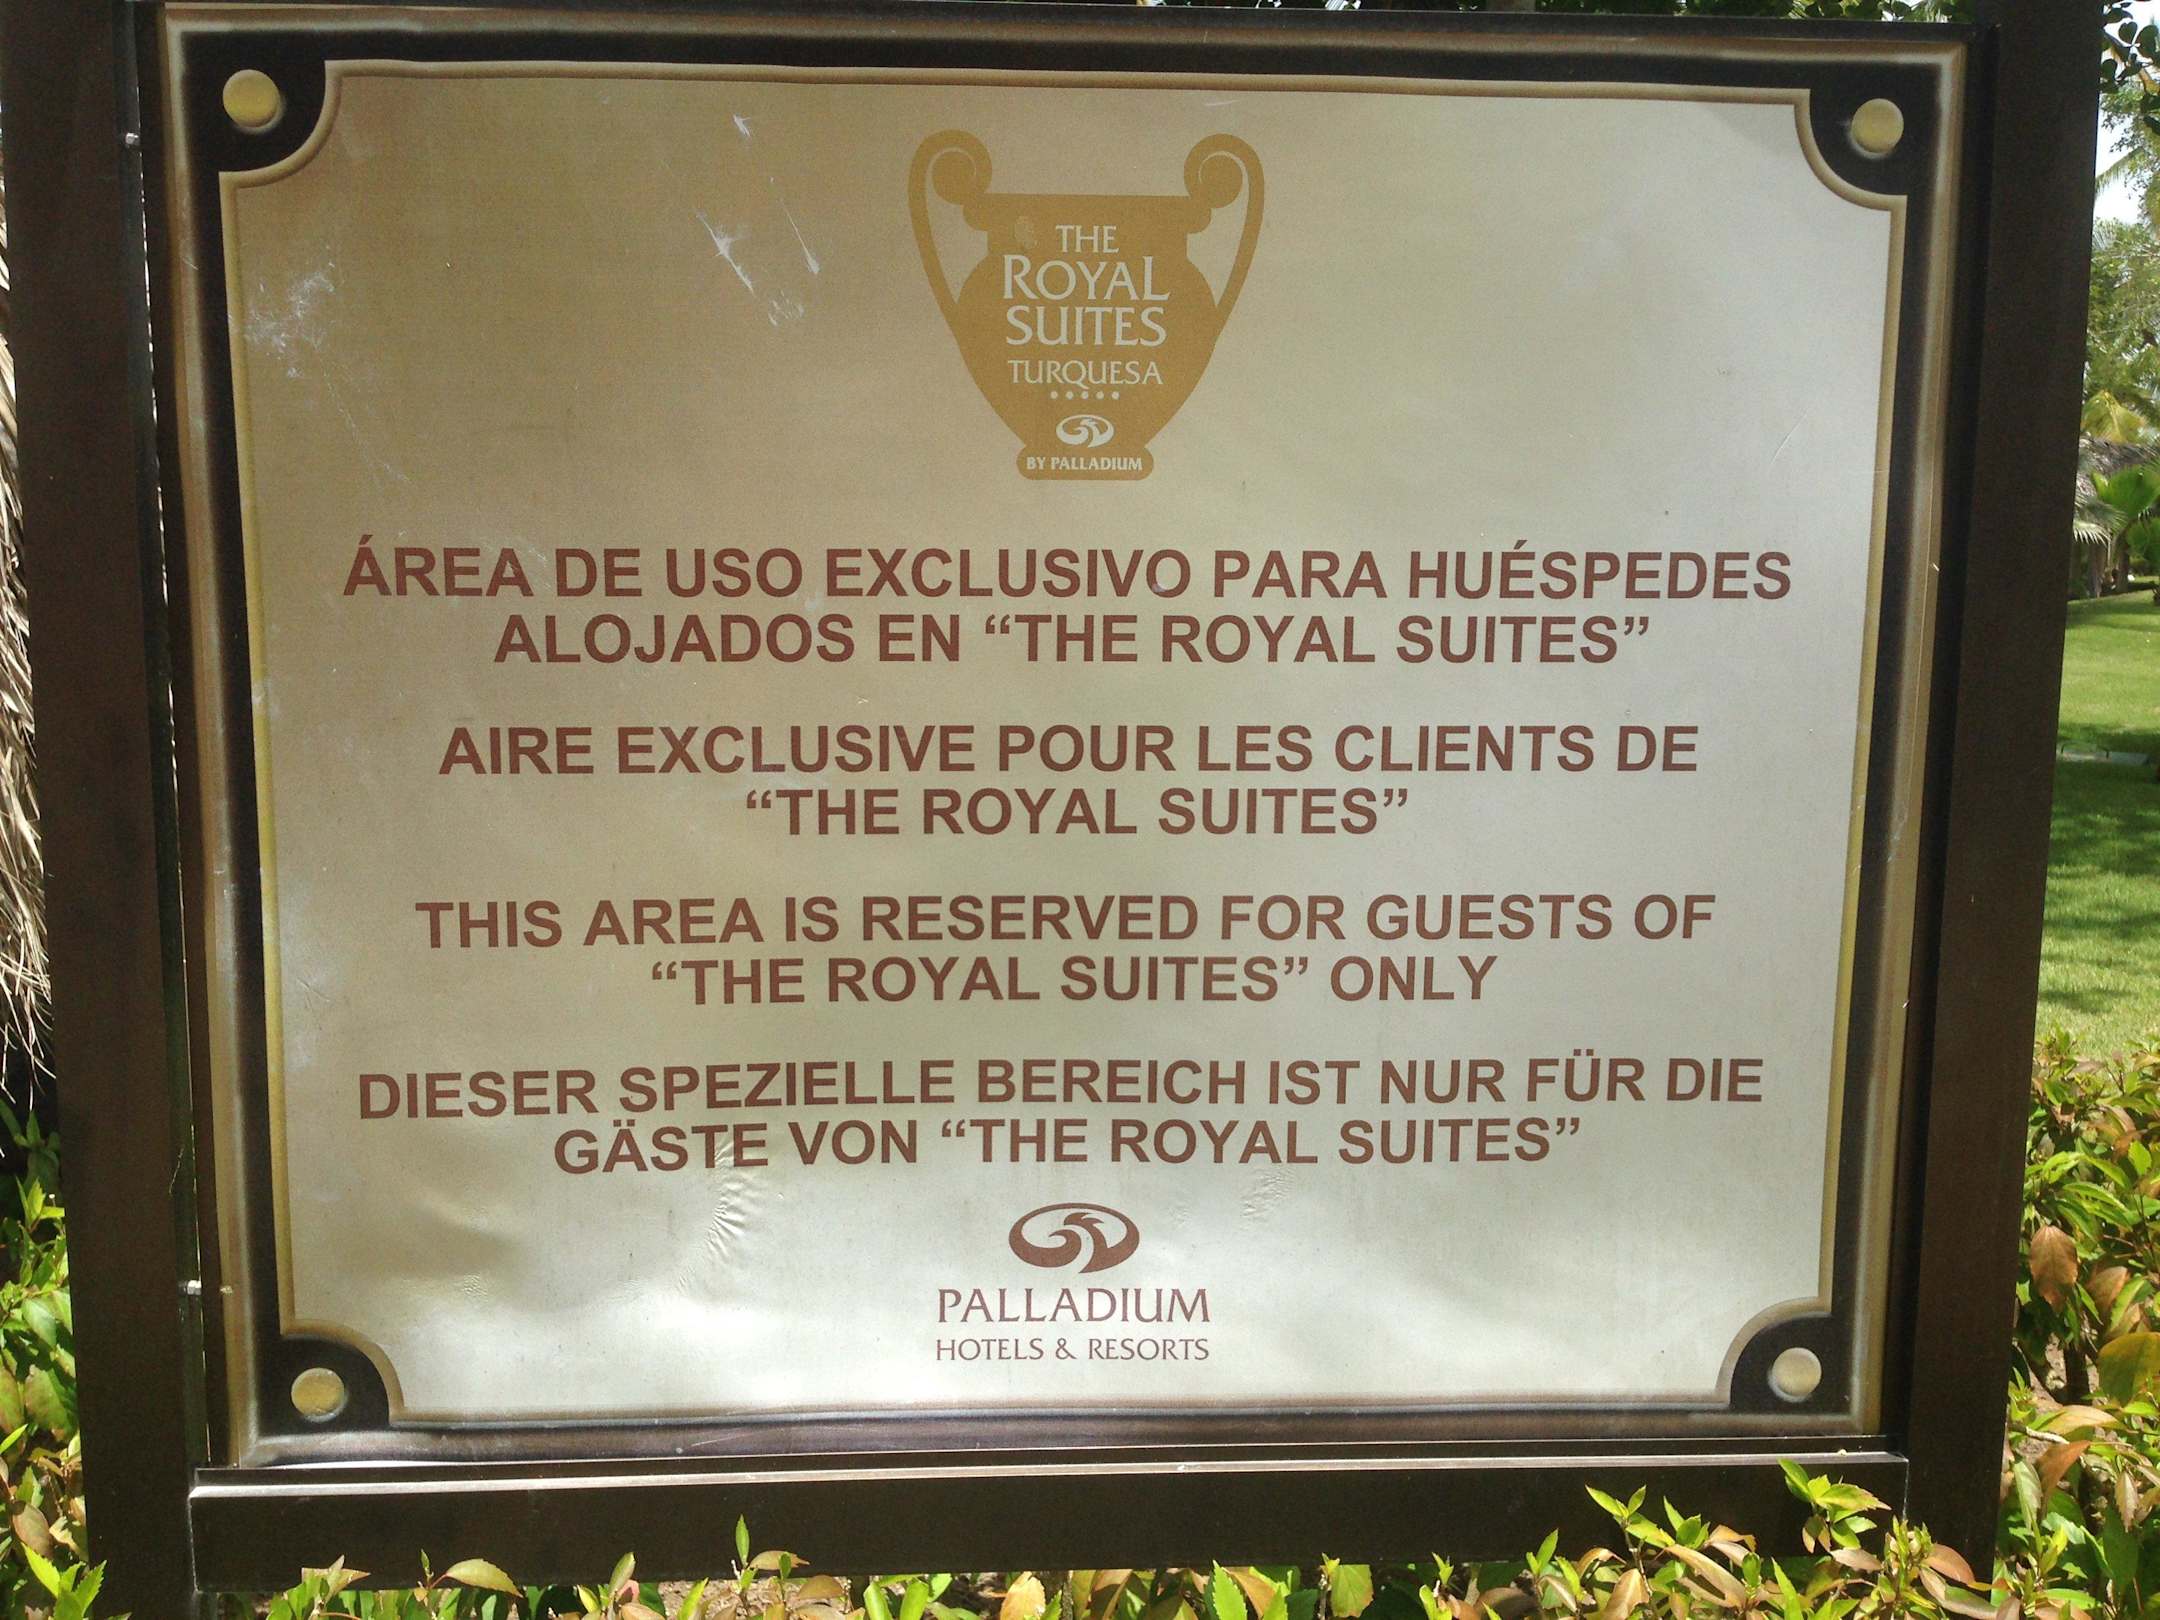 THE
ROYAL
SUITES
TURQUESA
BY PALLADIUM
ÁREA DE USO EXCLUSIVO PARA HUÉSPEDES
ALOJADOS EN “THE ROYAL SUITES”
AIRE EXCLUSIVE POUR LES CLIENTS DE
“THE ROYAL SUITES”
THIS AREA IS RESERVED FOR GUESTS OF
“THE ROYAL SUITES” ONLY
DIESER SPEZIELLE BEREICH IST NUR FÜR DIE
GÄSTE VON “THE ROYAL SUITES”
PALLADIUM
HOTELS & RESORTS